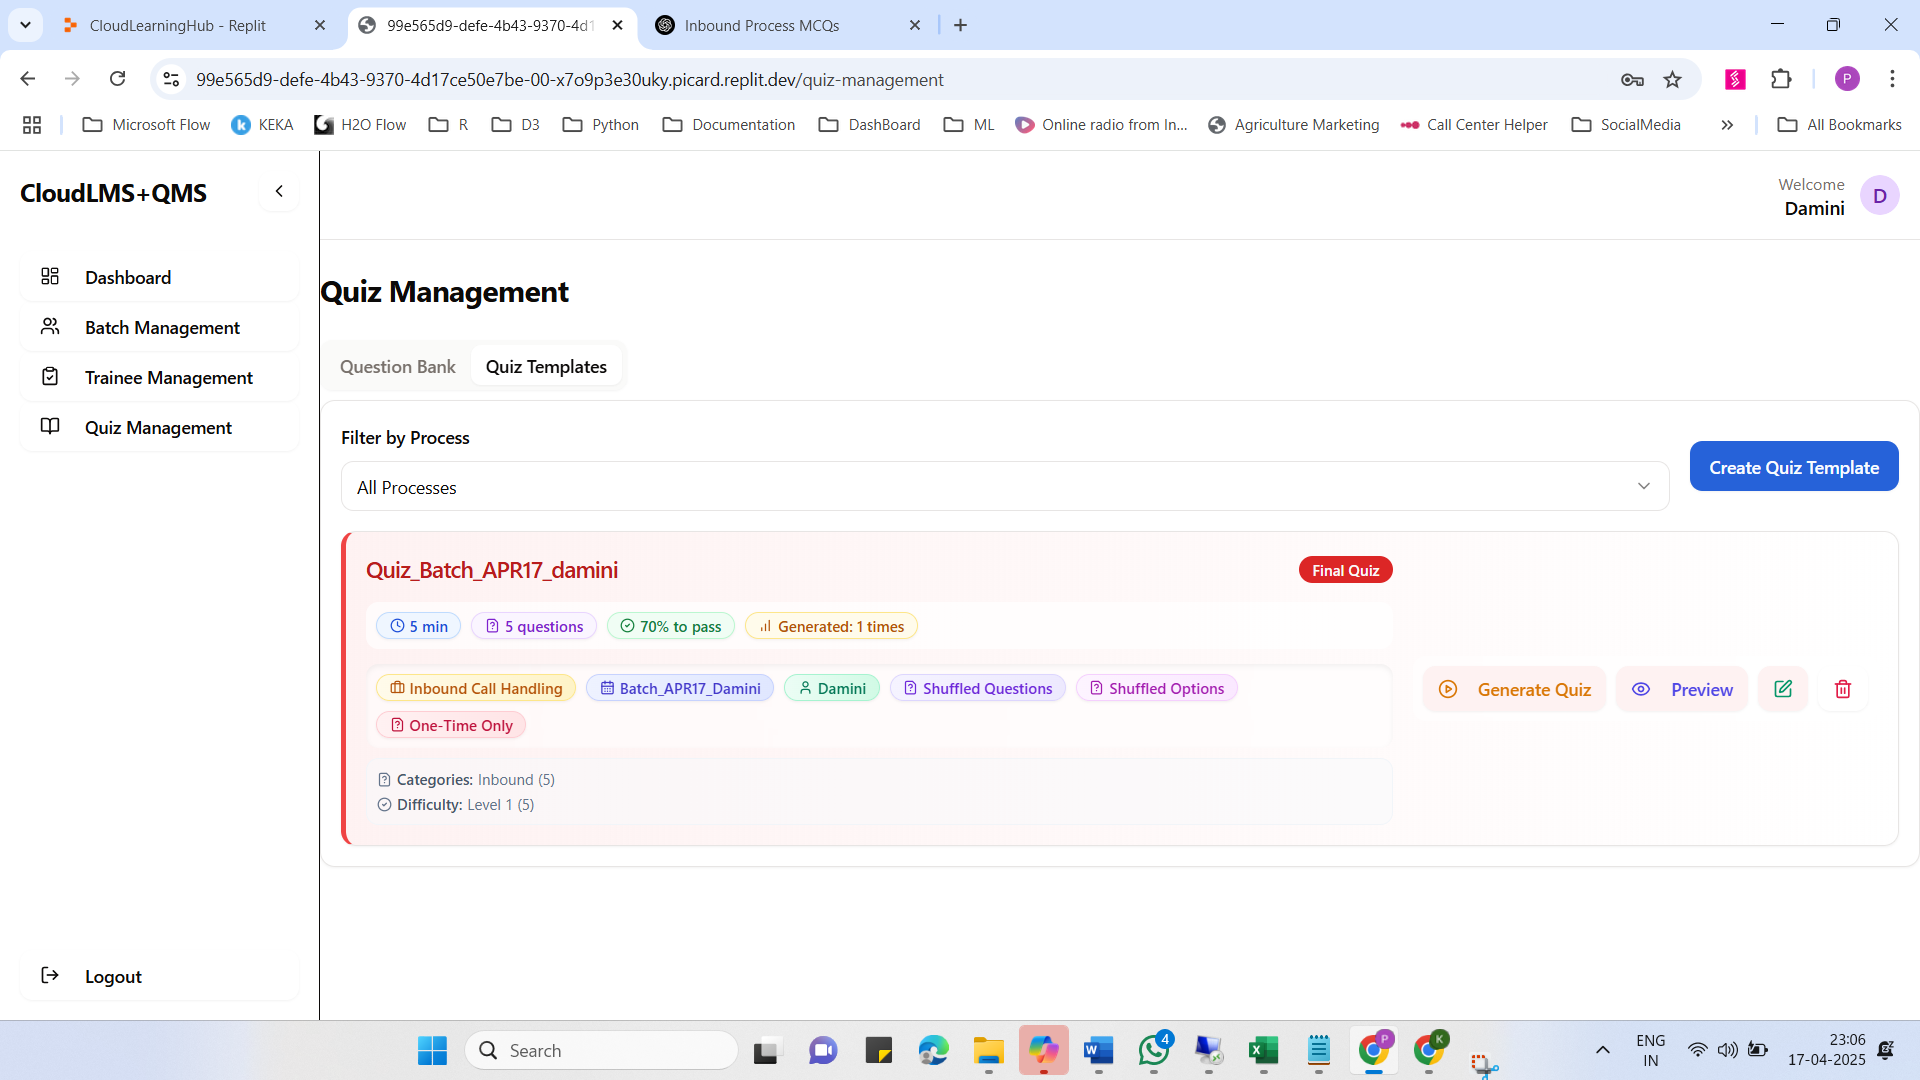 CloudLearningHub - Replit
99e565d9-defe-4b43-9370-4d1
Inbound Process MCQs
99e565d9-defe-4b43-9370-4d17ce50e7be-00-x7o9p3e30uky.picard.replit.dev/quiz-management
P
Microsoft Flow
KEKA
H2O Flow
R
D3
Python
Documentation
DashBoard
ML
Online radio from In...
Agriculture Marketing
Call Center Helper
SocialMedia
All Bookmarks
CloudLMS+QMS
Welcome
Damini
D
Dashboard
Batch Management
Trainee Management
Quiz Management
Logout
Quiz Management
Question Bank
Quiz Templates
Filter by Process
All Processes
Create Quiz Template
Quiz_Batch_APR17_damini
Final Quiz
5 min
5 questions
70% to pass
Generated: 1 times
Inbound Call Handling
Batch_APR17_Damini
Damini
Shuffled Questions
Shuffled Options
One-Time Only
Categories: Inbound (5)
Difficulty: Level 1 (5)
Generate Quiz
Preview
Search
4
P
K
ENG
IN
23:06
17-04-2025